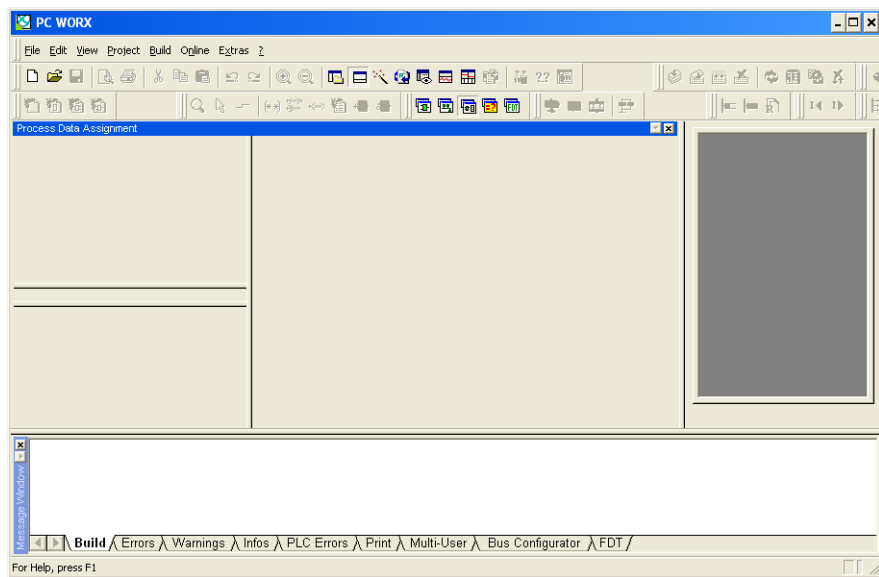 PC WORX
File Edit View Project Build Online Extras ?
Process Data Assignment
Message Window
Build Errors Warnings Infos PLC Errors Print Multi-User Bus Configurator FDT
For Help, press F1